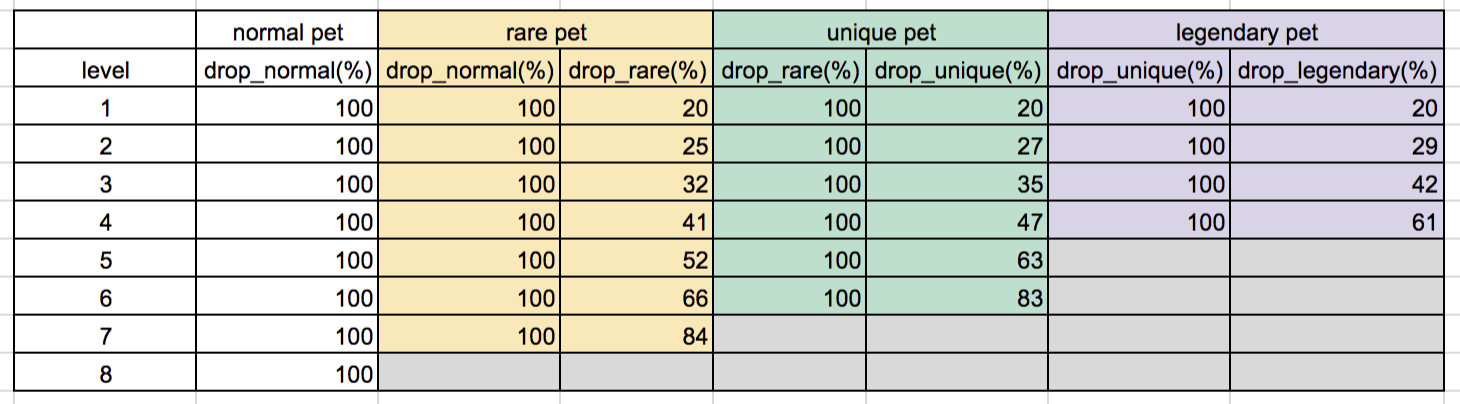 normal pet rare pet unique pet legendary pet
level drop_normal(%) drop_normal(%) drop_rare(%) drop_rare(%) drop_unique(%) drop_unique(%) drop_legendary(%)
1 100 100 20 100 20 100 20
2 100 100 25 100 27 100 29
3 100 100 32 100 35 100 42
4 100 100 41 100 47 100 61
5 100 100 52 100 63
6 100 100 66 100 83
7 100 100 84
8 100